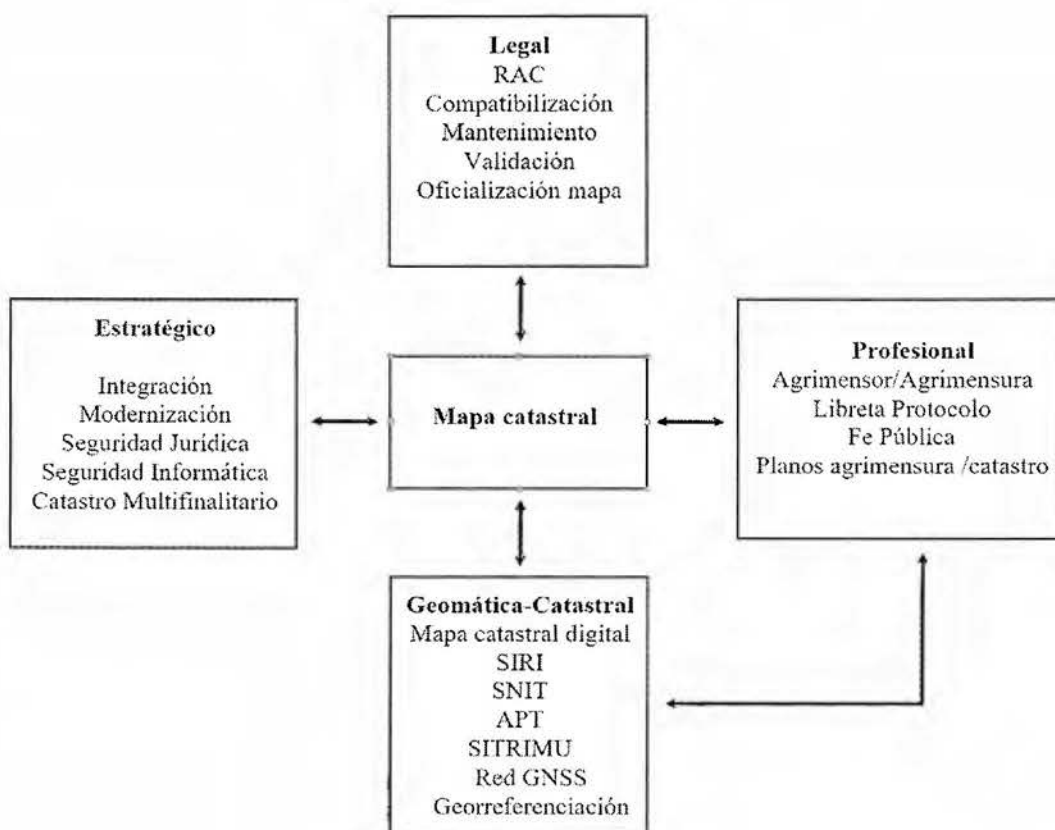 Legal
RAC
Compatibilización
Mantenimiento
Validación
Oficialización mapa
Estratégico
Integración
Modernización
Seguridad Jurídica
Seguridad Informática
Catastro Multifinalitario
Mapa catastral
Profesional
Agrimensor/Agrimensura
Libreta Protocolo
Fe Pública
Planos agrimensura /catastro
Geomática-Catastral
Mapa catastral digital
SIRI
SNIT
APT
SITRIMU
Red GNSS
Georreferenciación